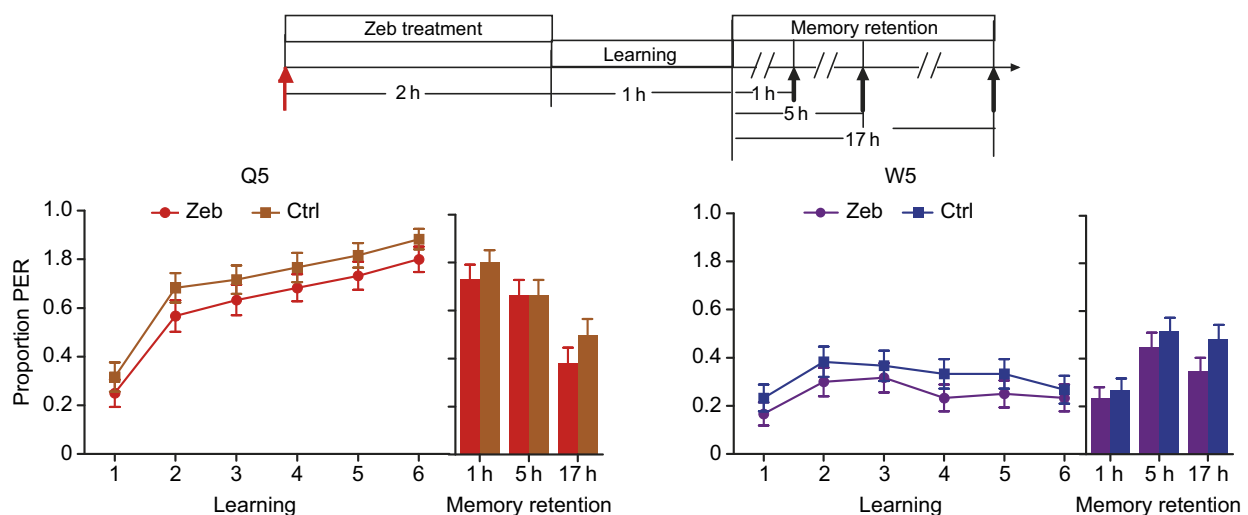 Zeb treatment
Memory retention
Learning
2 h
1 h
1 h
5 h
17 h
Q5
W5
Zeb Ctrl
Zeb Ctrl
Proportion PER
1.0
1.8
0.6
0.4
0.2
0
1 2 3 4 5 6
1 h 5 h 17 h
Learning
Memory retention
1.0
1.8
0.6
0.4
0.2
0
1 2 3 4 5 6
1 h 5 h 17 h
Learning
Memory retention